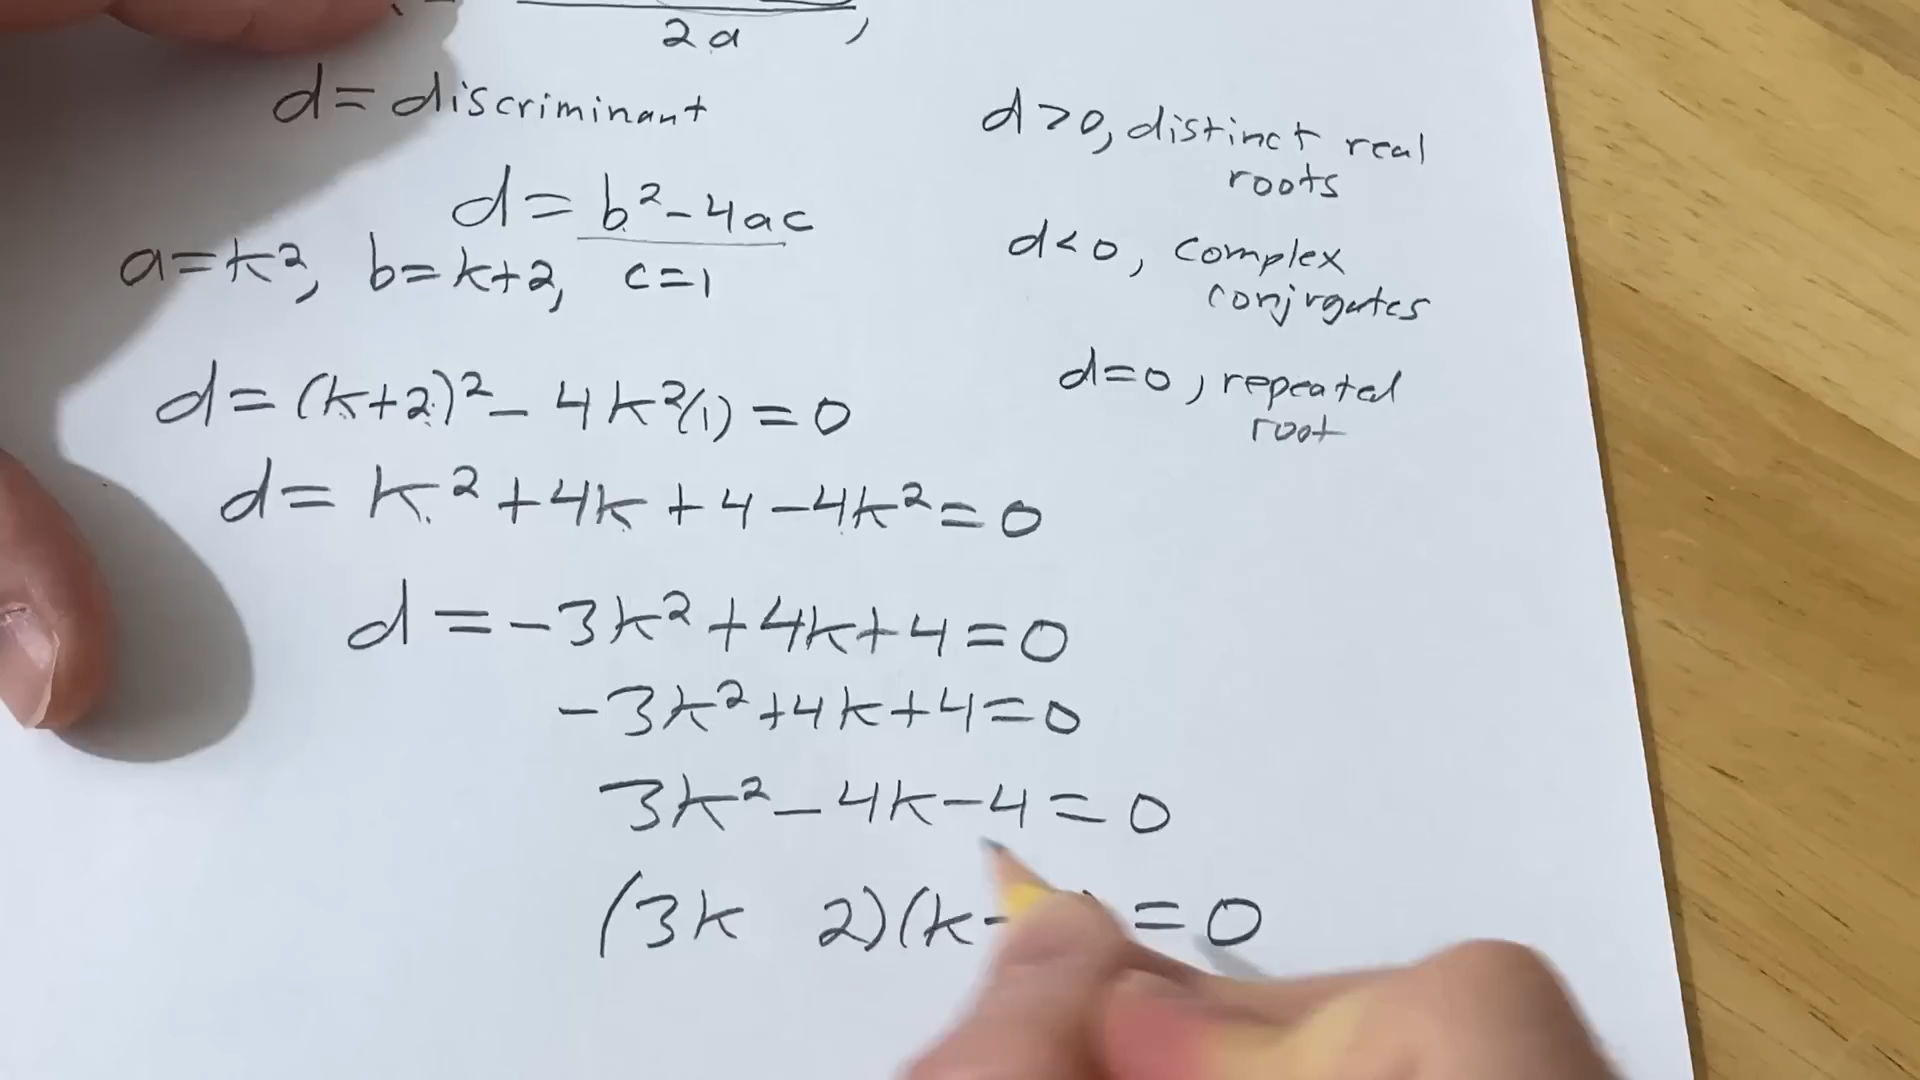 2a ,
d = discriminant
d = b² - 4ac
a = k², b = k+2, c = 1
d = (k+2)² - 4k²(1) = 0
d = k² + 4k + 4 - 4k² = 0
d = -3k² + 4k + 4 = 0
-3k² + 4k + 4 = 0
3k² - 4k - 4 = 0
(3k 2)(k- ) = 0
d > 0, distinct real
roots
d < 0, complex
conjugates
d = 0, repeated
root